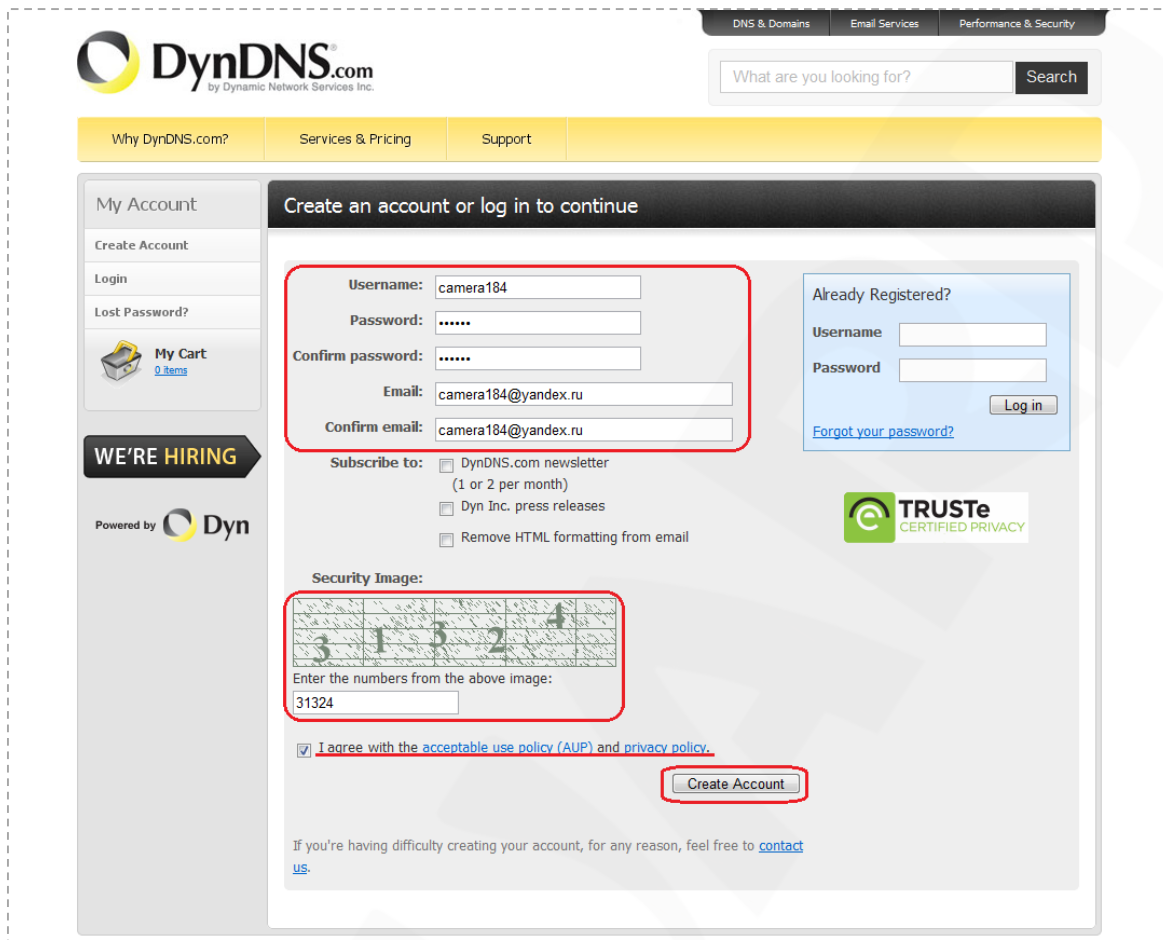 DNS & Domains Email Services Performance & Security
DynDNS.com
by Dynamic Network Services Inc.
What are you looking for? Search
Why DynDNS.com? Services & Pricing Support
My Account
Create Account
Login
Lost Password?
My Cart
0 items
WE'RE HIRING
Powered by Dyn
Create an account or log in to continue
Username: camera184
Password: ••••••
Confirm password: ••••••
Email: camera184@yandex.ru
Confirm email: camera184@yandex.ru
Subscribe to: DynDNS.com newsletter
(1 or 2 per month)
Dyn Inc. press releases
Remove HTML formatting from email
Security Image:
3 1 3 2 4
Enter the numbers from the above image:
31324
I agree with the acceptable use policy (AUP) and privacy policy.
Create Account
If you're having difficulty creating your account, for any reason, feel free to contact
us.
Already Registered?
Username
Password
Log in
Forgot your password?
TRUSTe
CERTIFIED PRIVACY